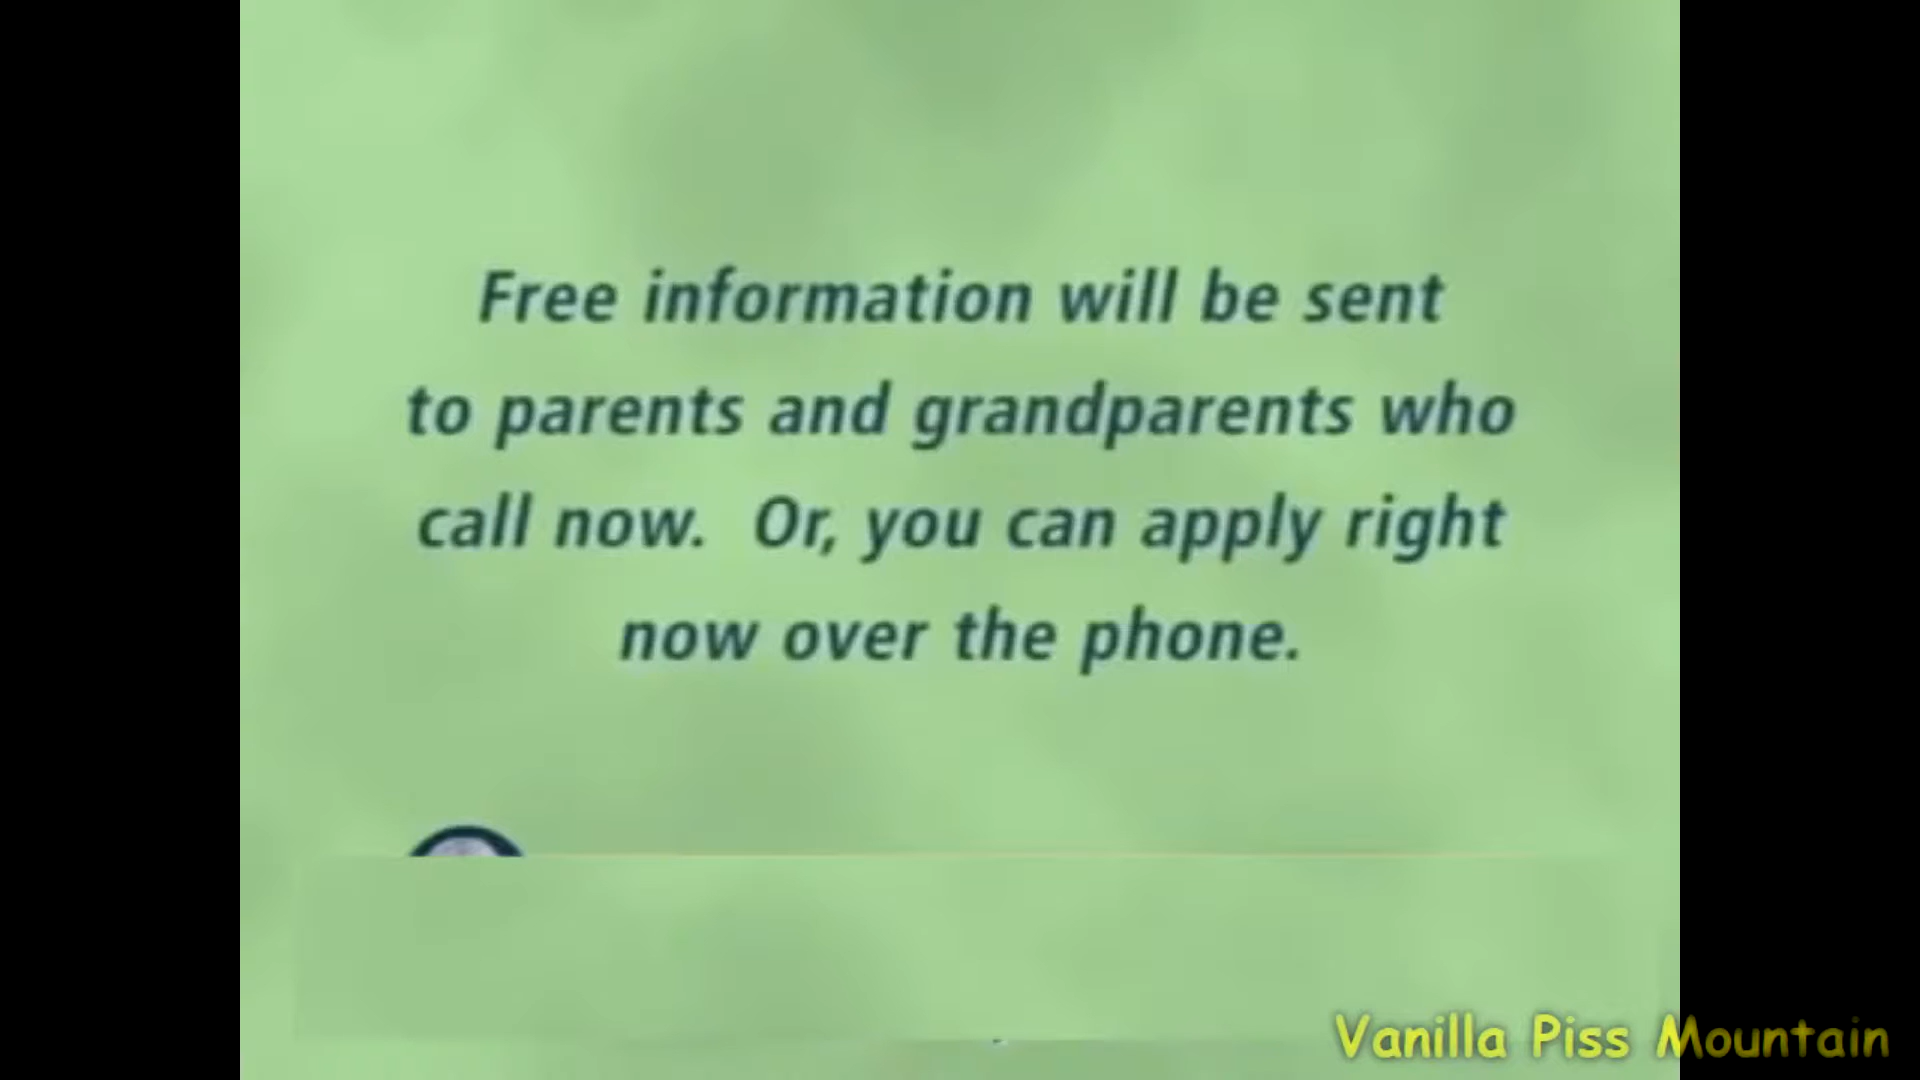 Free information will be sent
to parents and grandparents who
call now. Or, you can apply right
now over the phone.
Vanilla Piss Mountain